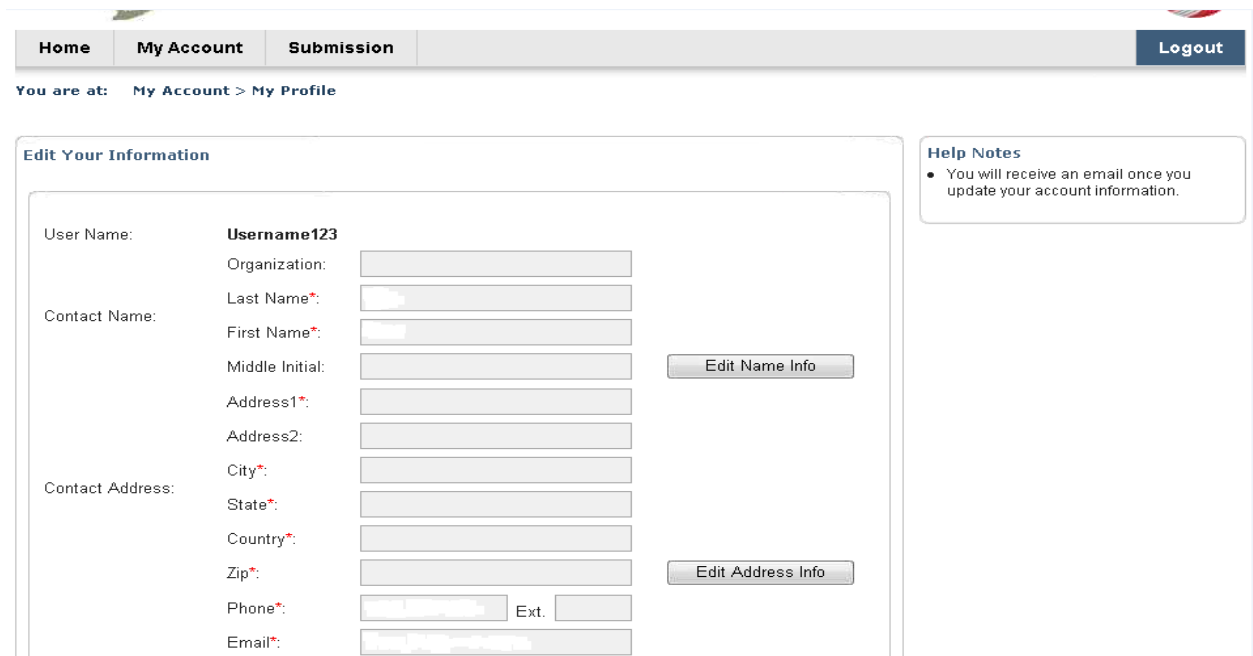 Home My Account Submission Logout
You are at: My Account > My Profile
Edit Your Information
Help Notes
• You will receive an email once you
update your account information.
User Name: Username123
Organization:
Contact Name:
Last Name*:
First Name*:
Middle Initial: Edit Name Info
Contact Address:
Address1*:
Address2:
City*:
State*:
Country*:
Zip*: Edit Address Info
Phone*: Ext.
Email*: